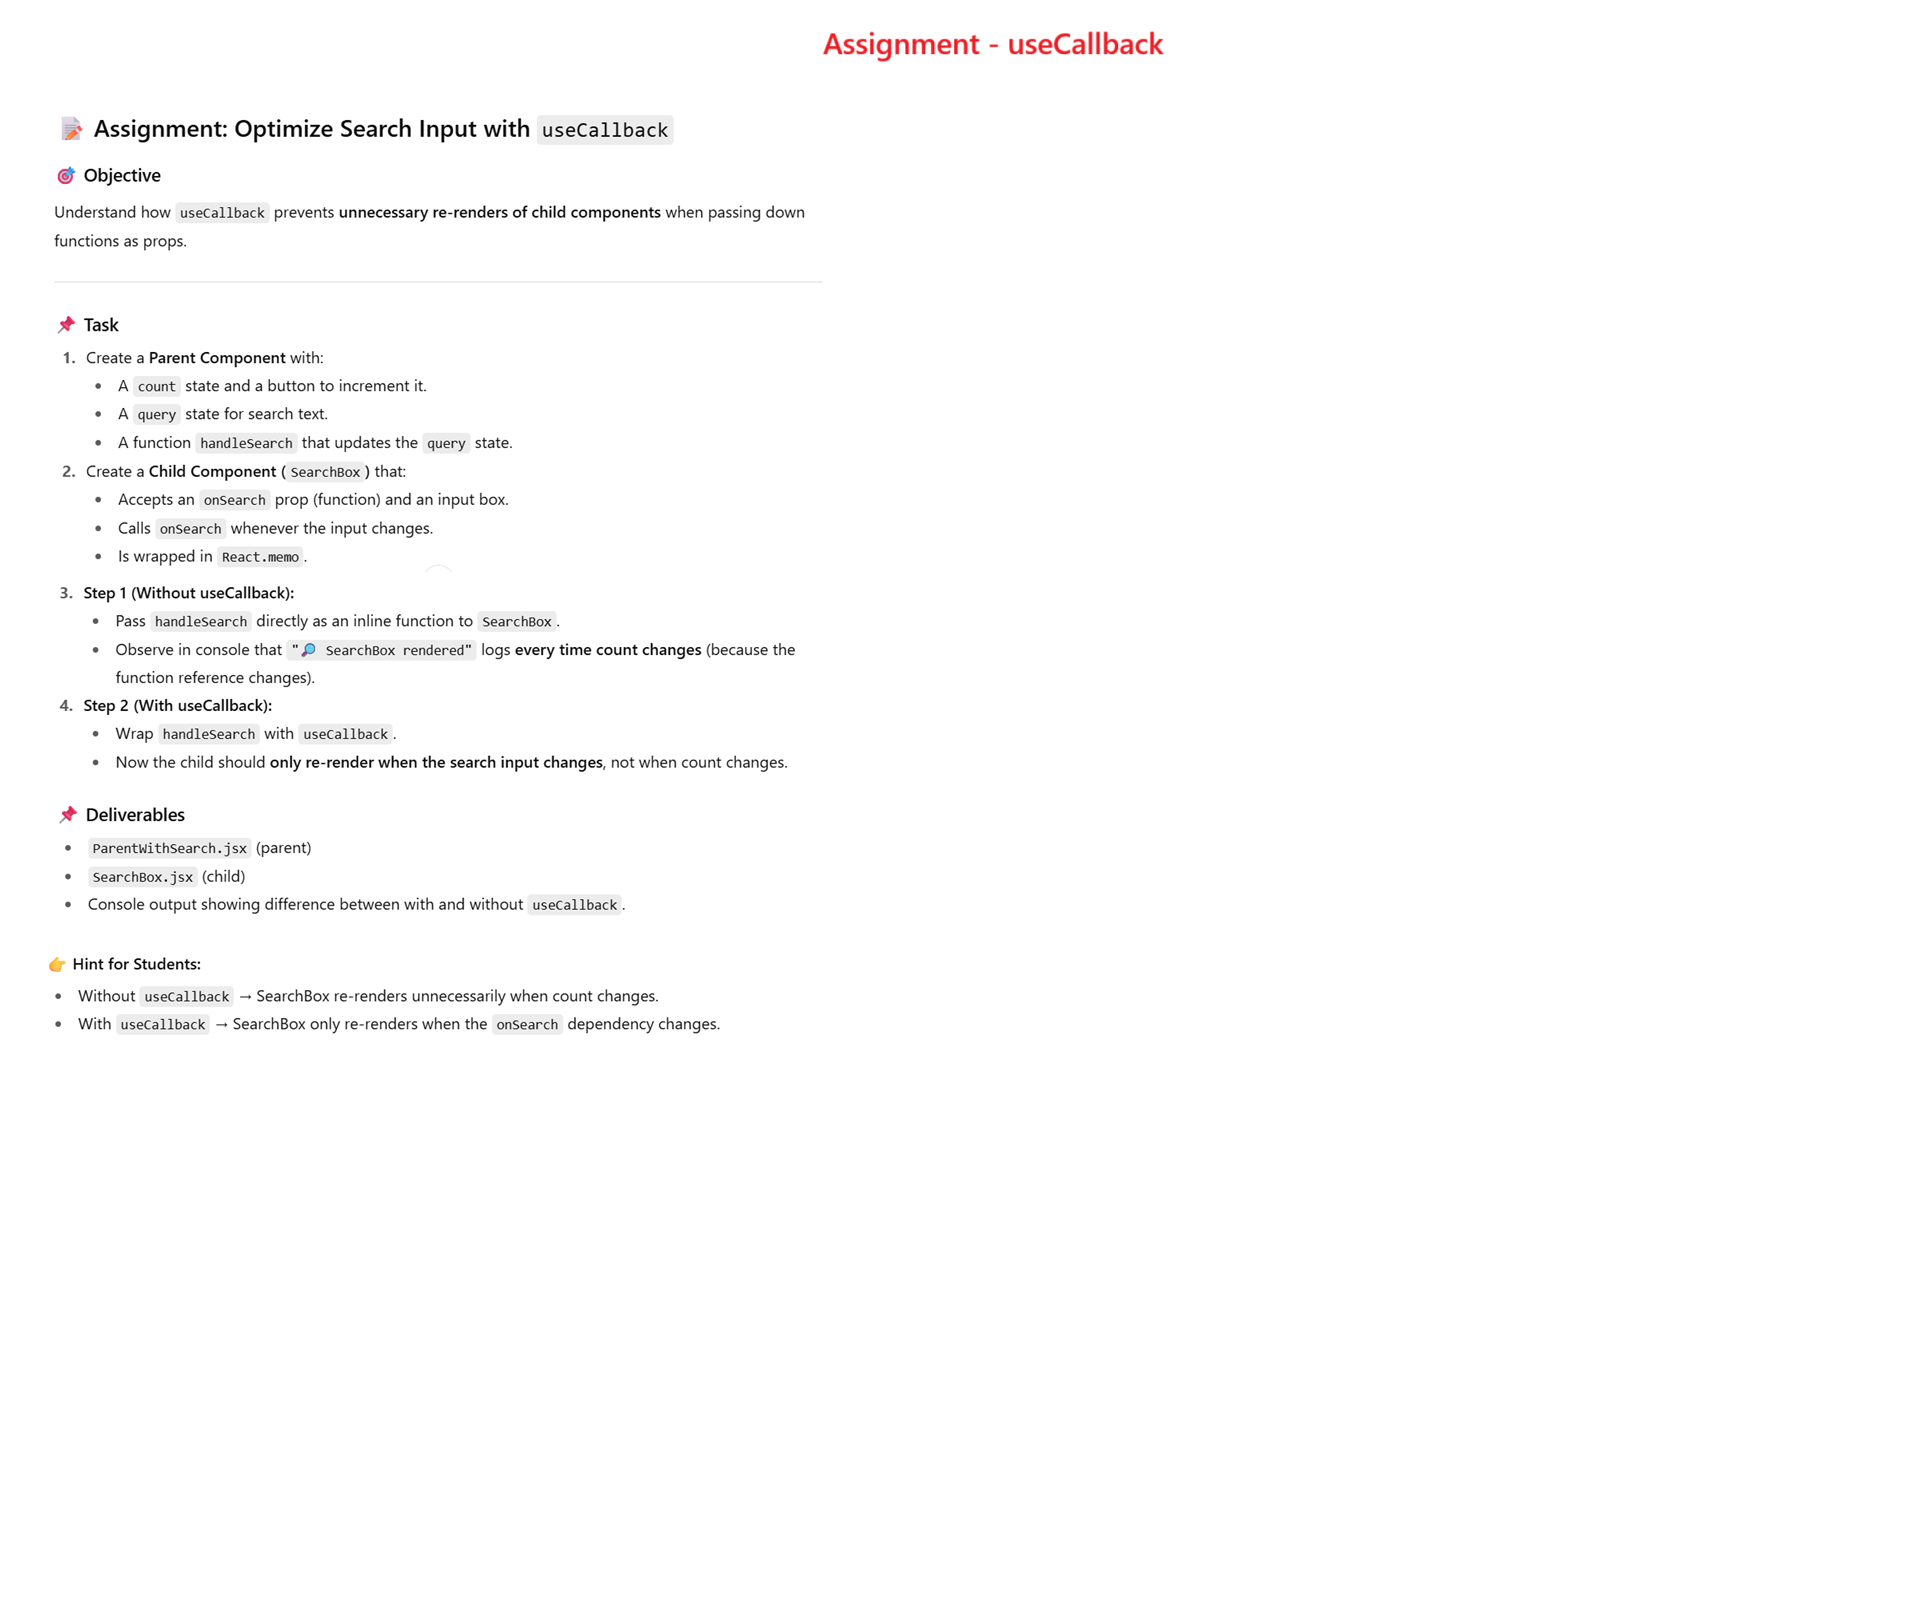 Assignment - useCallback
📝 Assignment: Optimize Search Input with useCallback
🎯 Objective
Understand how useCallback prevents unnecessary re-renders of child components when passing down
functions as props.
📌 Task
1. Create a Parent Component with:
• A count state and a button to increment it.
• A query state for search text.
• A function handleSearch that updates the query state.
2. Create a Child Component (SearchBox) that:
• Accepts an onSearch prop (function) and an input box.
• Calls onSearch whenever the input changes.
• Is wrapped in React.memo.
3. Step 1 (Without useCallback):
• Pass handleSearch directly as an inline function to SearchBox.
• Observe in console that "🔎 SearchBox rendered" logs every time count changes (because the
function reference changes).
4. Step 2 (With useCallback):
• Wrap handleSearch with useCallback.
• Now the child should only re-render when the search input changes, not when count changes.
📌 Deliverables
• ParentWithSearch.jsx (parent)
• SearchBox.jsx (child)
• Console output showing difference between with and without useCallback.
👉 Hint for Students:
• Without useCallback → SearchBox re-renders unnecessarily when count changes.
• With useCallback → SearchBox only re-renders when the onSearch dependency changes.